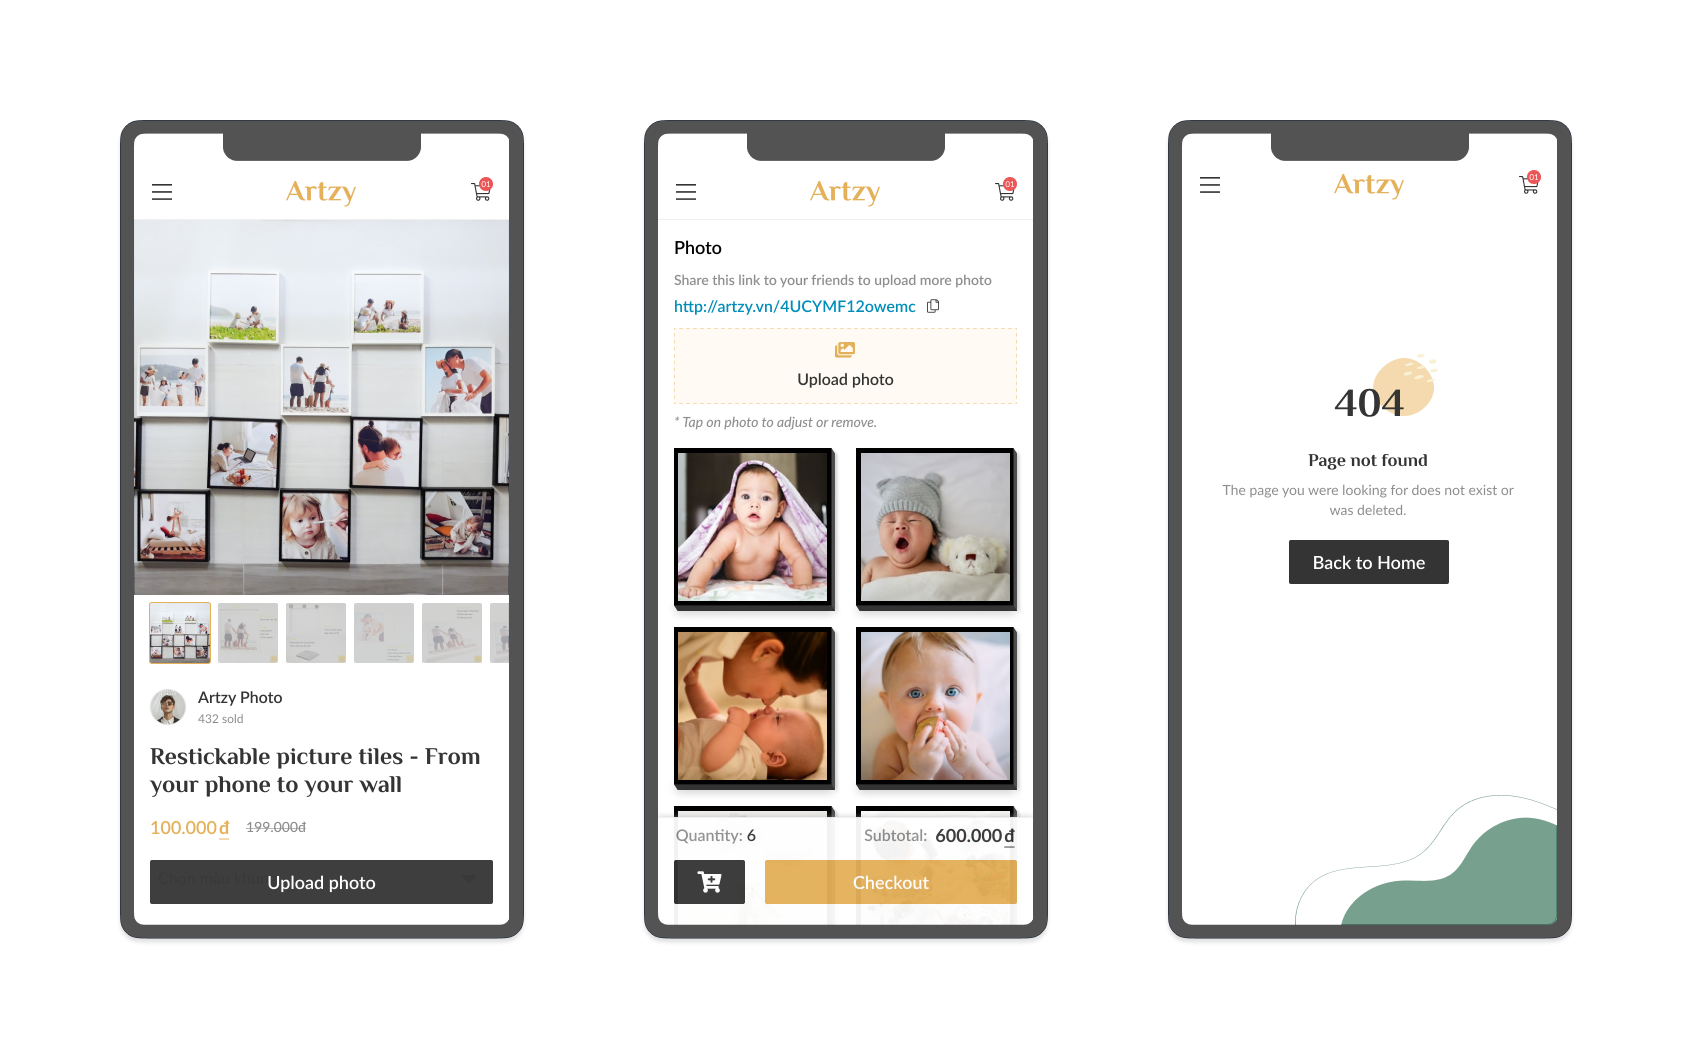 Artzy
01
Artzy Photo
432 sold
Restickable picture tiles - From
your phone to your wall
100.000 đ 199.000đ
Upload photo
Artzy
01
Photo
Share this link to your friends to upload more photo
http://artzy.vn/4UCYMF12owemc
Upload photo
* Tap on photo to adjust or remove.
Quantity: 6 Subtotal: 600.000 đ
Checkout
Artzy
01
404
Page not found
The page you were looking for does not exist or
was deleted.
Back to Home